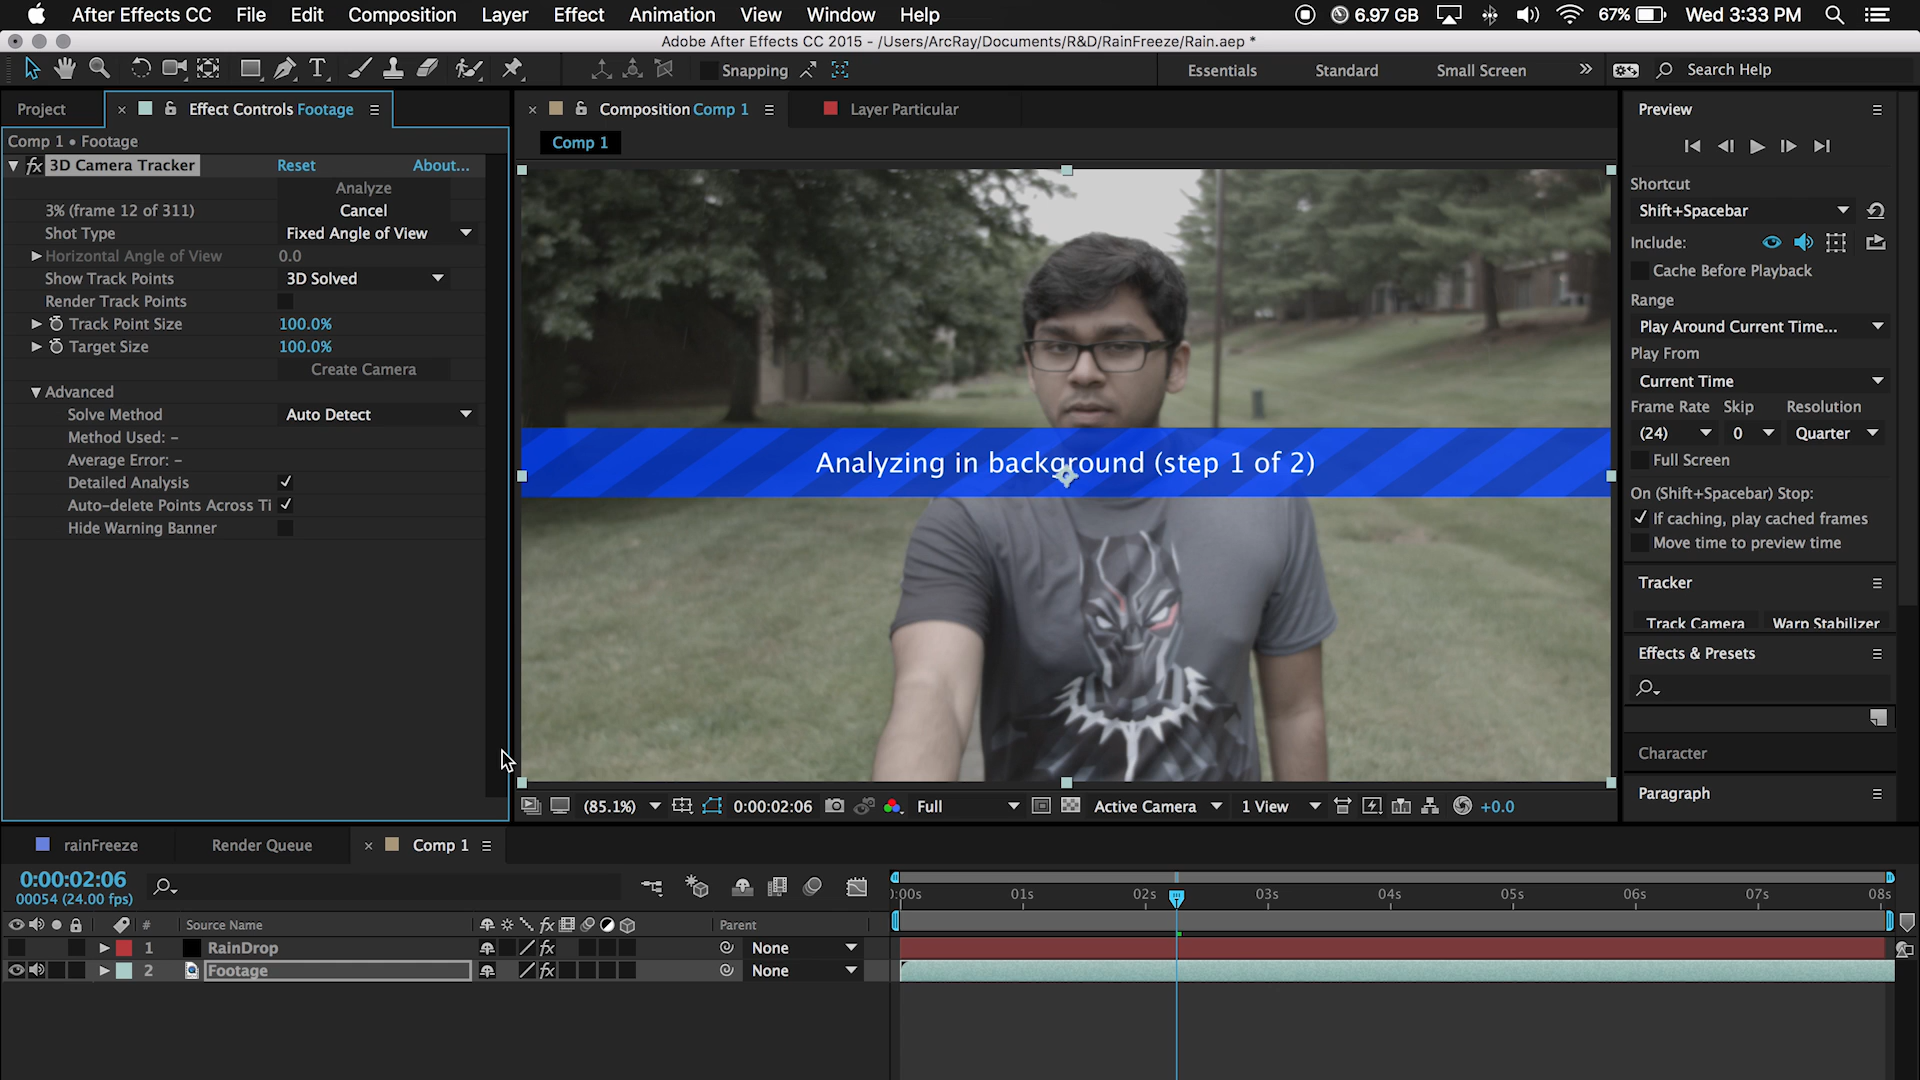 After Effects CC File Edit Composition Layer Effect Animation View Window Help 6.97 GB 67% Wed 3:33 PM
Adobe After Effects CC 2015 - /Users/ArcRay/Documents/R&D/RainFreeze/Rain.aep *
Snapping Essentials Standard Small Screen Search Help
Project Effect Controls Footage
Comp 1 • Footage
fx 3D Camera Tracker Reset About...
Analyze
3% (frame 12 of 311) Cancel
Shot Type Fixed Angle of View
Horizontal Angle of View 0.0
Show Track Points 3D Solved
Render Track Points
Track Point Size 100.0%
Target Size 100.0%
Create Camera
Advanced
Solve Method Auto Detect
Method Used: –
Average Error: –
Detailed Analysis
Auto-delete Points Across Ti
Hide Warning Banner
Composition Comp 1 Layer Particular
Comp 1
Analyzing in background (step 1 of 2)
(85.1%) 0:00:02:06 Full Active Camera 1 View +0.0
Preview
Shortcut
Shift+Spacebar
Include:
Cache Before Playback
Range
Play Around Current Time...
Play From
Current Time
Frame Rate Skip Resolution
(24) 0 Quarter
Full Screen
On (Shift+Spacebar) Stop:
If caching, play cached frames
Move time to preview time
Tracker
Track Camera Warp Stabilizer
Effects & Presets
Character
Paragraph
rainFreeze Render Queue Comp 1
0:00:02:06
00054 (24.00 fps)
:00s 01s 02s 03s 04s 05s 06s 07s 08s
# Source Name fx Parent
1 RainDrop fx None
2 Footage fx None